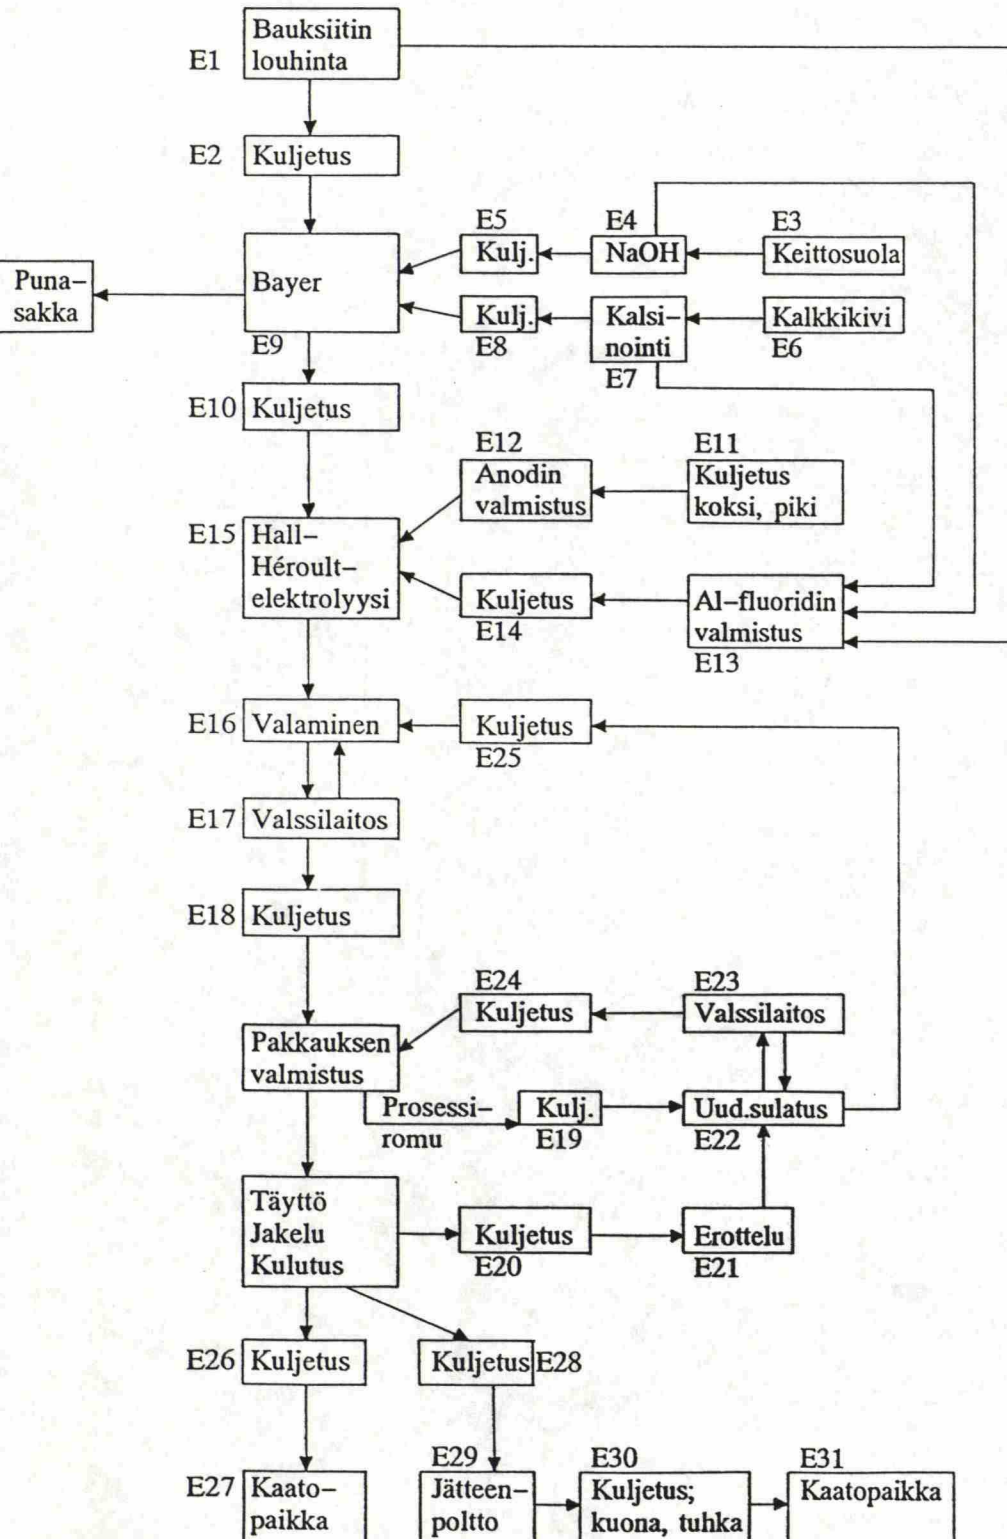 Bauksiitin
E1 louhinta
E2 Kuljetus
E5 E4 E3
Kulj. NaOH Keittosuola
Puna-
sakka
Bayer
E9
Kulj. Kalsi- Kalkkikivi
E8 nointi E6
E7
E10 Kuljetus
E12 E11
Anodin Kuljetus
valmistus koksi, piki
E15 Hall-
Héroult-
elektrolyysi
Kuljetus Al-fluoridin
E14 valmistus
E13
E16 Valaminen Kuljetus
E25
E17 Valssilaitos
E18 Kuljetus
E24 E23
Kuljetus Valssilaitos
Pakkauksen
valmistus
Prosessi- Kulj. Uud.sulatus
romu E19 E22
Täyttö
Jakelu Kuljetus Erottelu
Kulutus E20 E21
E26 Kuljetus Kuljetus E28
E29 E30 E31
E27 Kaato- Jätteen- Kuljetus; Kaatopaikka
paikka poltto kuona, tuhka